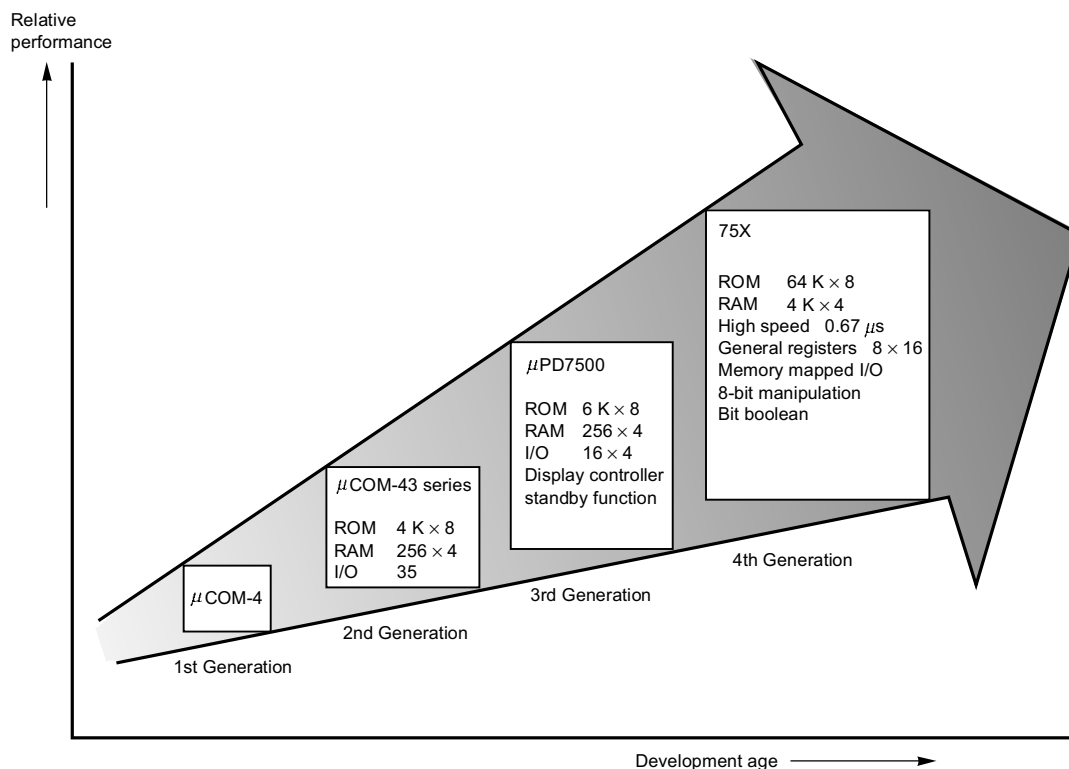 Relative
performance
75X
ROM 64 K × 8
RAM 4 K × 4
High speed 0.67 μs
General registers 8 × 16
Memory mapped I/O
8-bit manipulation
Bit boolean
μPD7500
ROM 6 K × 8
RAM 256 × 4
I/O 16 × 4
Display controller
standby function
μCOM-43 series
ROM 4 K × 8
RAM 256 × 4
I/O 35
μCOM-4
4th Generation
3rd Generation
2nd Generation
1st Generation
Development age